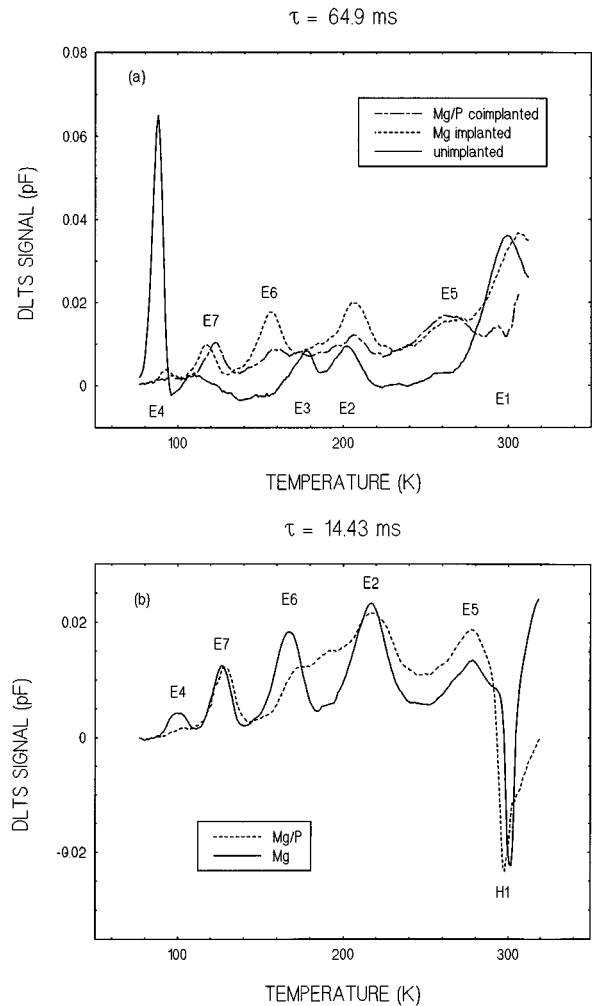 τ = 64.9 ms
0.08
0.06
0.04
0.02
0
DLTS SIGNAL (pF)
(a)
Mg/P coimplanted
Mg implanted
unimplanted
E4
E7
E6
E3
E2
E5
E1
100
200
300
TEMPERATURE (K)
τ = 14.43 ms
0.02
0
-0.02
DLTS SIGNAL (pF)
(b)
E4
E7
E6
E2
E5
H1
Mg/P
Mg
100
200
300
TEMPERATURE (K)